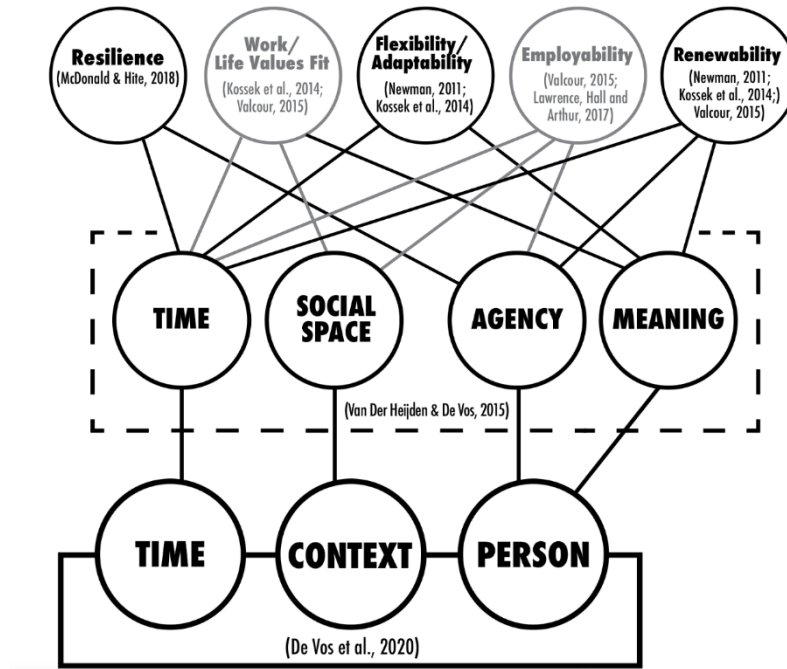 Resilience
(McDonald & Hite, 2018)
Work/
Life Values Fit
(Kossek et al., 2014;
Valcour, 2015)
Flexibility/
Adaptability
(Newman, 2011;
Kossek et al., 2014)
Employability
(Valcour, 2015;
Lawrence, Hall and
Arthur, 2017)
Renewability
(Newman, 2011;
Kossek et al., 2014;)
Valcour, 2015)
TIME
SOCIAL
SPACE
AGENCY
MEANING
(Van Der Heijden & De Vos, 2015)
TIME
CONTEXT
PERSON
(De Vos et al., 2020)